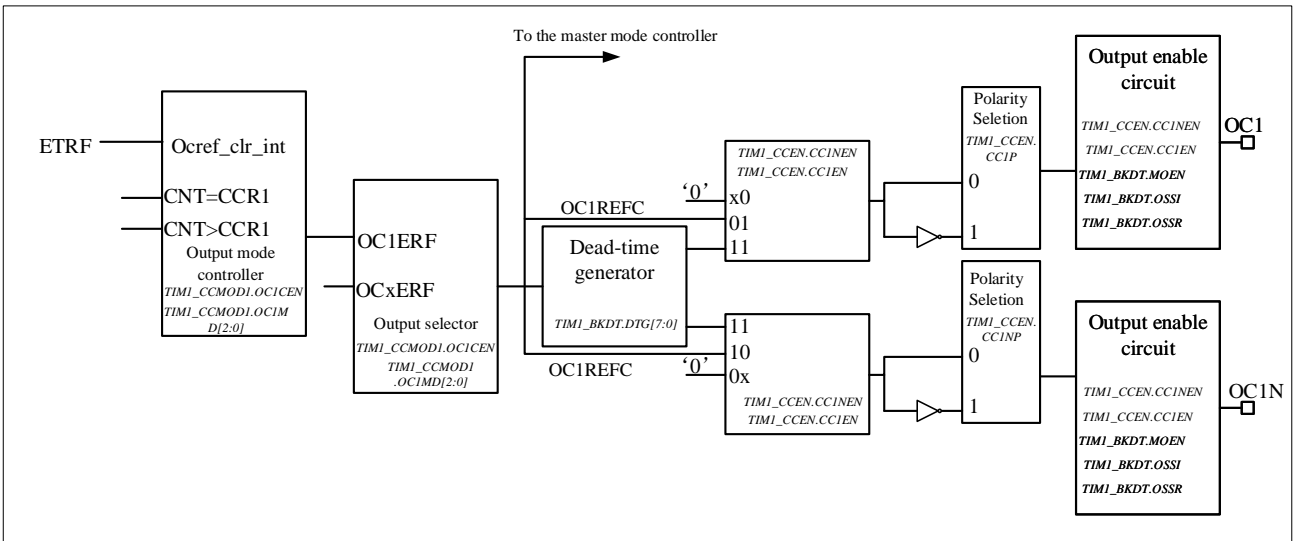 To the master mode controller
ETRF
Ocref_clr_int
CNT=CCR1
CNT>CCR1
Output mode
controller
TIM1_CCMOD1.OC1CEN
TIM1_CCMOD1.OC1M
D[2:0]
OC1ERF
OCxERF
Output selector
TIM1_CCMOD1.OC1CEN
TIM1_CCMOD1
.OC1MD[2:0]
OC1REFC
Dead-time
generator
TIM1_BKDT.DTG[7:0]
OC1REFC
TIM1_CCEN.CC1NEN
TIM1_CCEN.CC1EN
‘0’
x0
01
11
11
10
‘0’
0x
TIM1_CCEN.CC1NEN
TIM1_CCEN.CC1EN
Polarity
Seletion
TIM1_CCEN.
CC1P
0
1
Polarity
Seletion
TIM1_CCEN.
CC1NP
0
1
Output enable
circuit
TIM1_CCEN.CC1NEN
TIM1_CCEN.CC1EN
TIM1_BKDT.MOEN
TIM1_BKDT.OSSI
TIM1_BKDT.OSSR
OC1
Output enable
circuit
TIM1_CCEN.CC1NEN
TIM1_CCEN.CC1EN
TIM1_BKDT.MOEN
TIM1_BKDT.OSSI
TIM1_BKDT.OSSR
OC1N